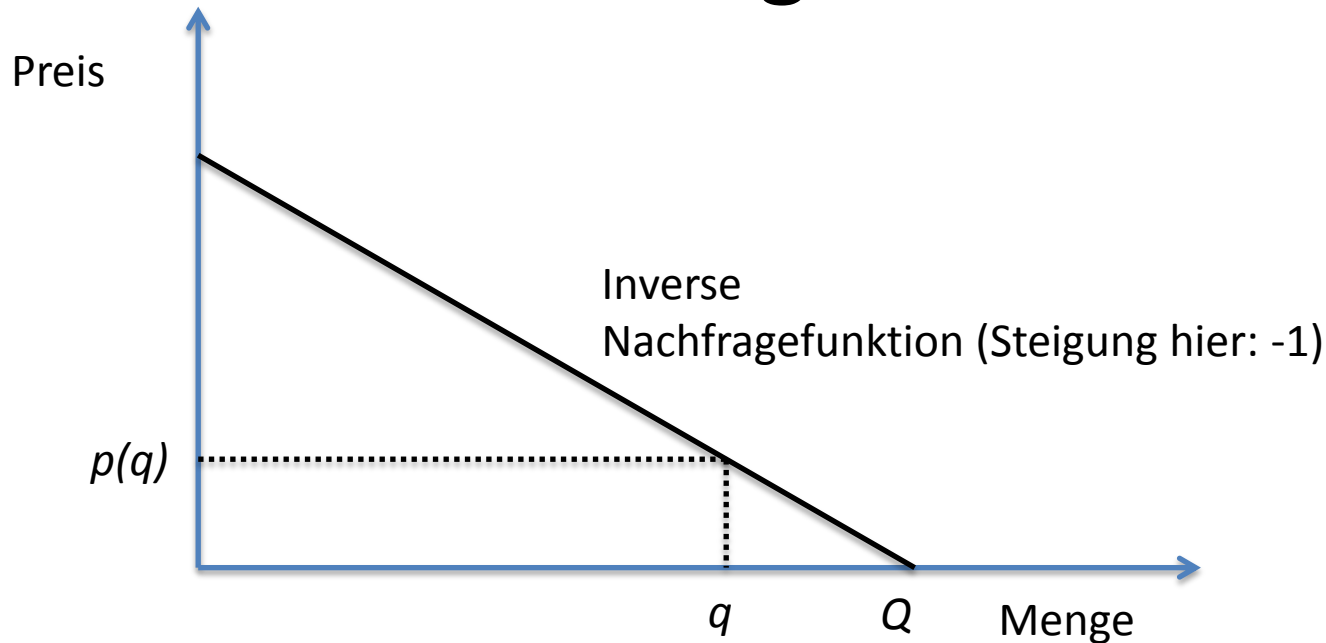 Preis
Inverse
Nachfragefunktion (Steigung hier: -1)
p(q)
q
Q
Menge